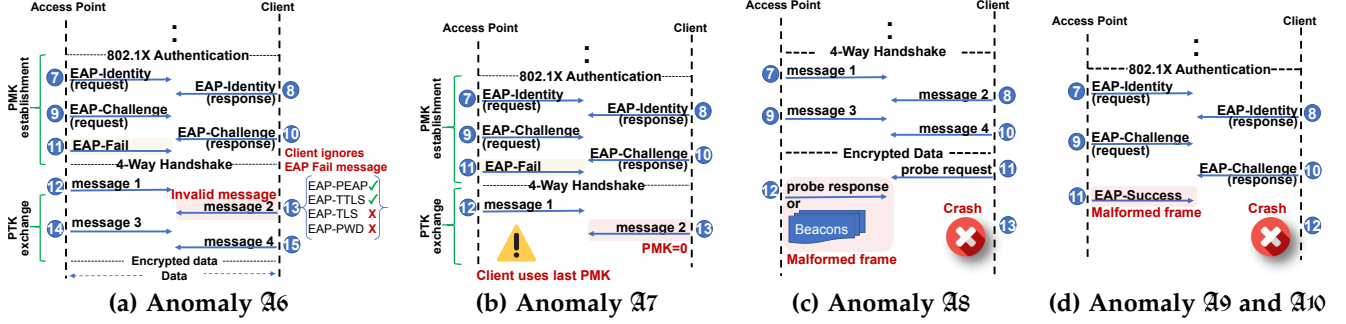 Access Point
Client
802.1X Authentication
PMK
establishment
7
EAP-Identity
(request)
EAP-Identity
(response)
8
9
EAP-Challenge
(request)
EAP-Challenge
(response)
10
11
EAP-Fail
Client ignores
EAP Fail message
4-Way Handshake
PTK
exchange
12
message 1
Invalid message
message 2
13
EAP-PEAP ✓
EAP-TTLS ✓
EAP-TLS X
EAP-PWD X
14
message 3
message 4
15
Encrypted data
Data
(a) Anomaly 𝔄6
Access Point
Client
802.1X Authentication
PMK
establishment
7
EAP-Identity
(request)
EAP-Identity
(response)
8
9
EAP-Challenge
(request)
EAP-Challenge
(response)
10
11
EAP-Fail
4-Way Handshake
PTK
exchange
12
message 1
message 2
13
PMK=0
Client uses last PMK
(b) Anomaly 𝔄7
Access Point
Client
4-Way Handshake
7
message 1
message 2
8
9
message 3
message 4
10
Encrypted Data
probe request
11
12
probe response
or
Beacons
Malformed frame
Crash
13
(c) Anomaly 𝔄8
Access Point
Client
802.1X Authentication
7
EAP-Identity
(request)
EAP-Identity
(response)
8
9
EAP-Challenge
(request)
EAP-Challenge
(response)
10
11
EAP-Success
Malformed frame
Crash
12
(d) Anomaly 𝔄9 and 𝔄10